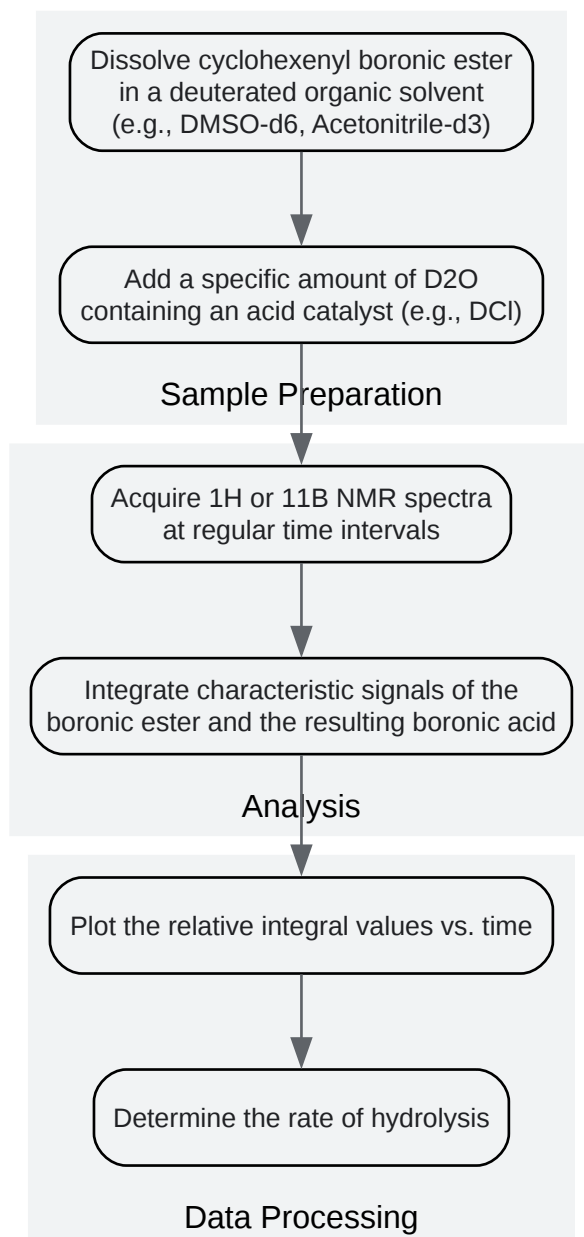 Dissolve cyclohexenyl boronic ester
in a deuterated organic solvent
(e.g., DMSO-d6, Acetonitrile-d3)
Add a specific amount of D2O
containing an acid catalyst (e.g., DCl)
Sample Preparation
Acquire 1H or 11B NMR spectra
at regular time intervals
Integrate characteristic signals of the
boronic ester and the resulting boronic acid
Analysis
Plot the relative integral values vs. time
Determine the rate of hydrolysis
Data Processing